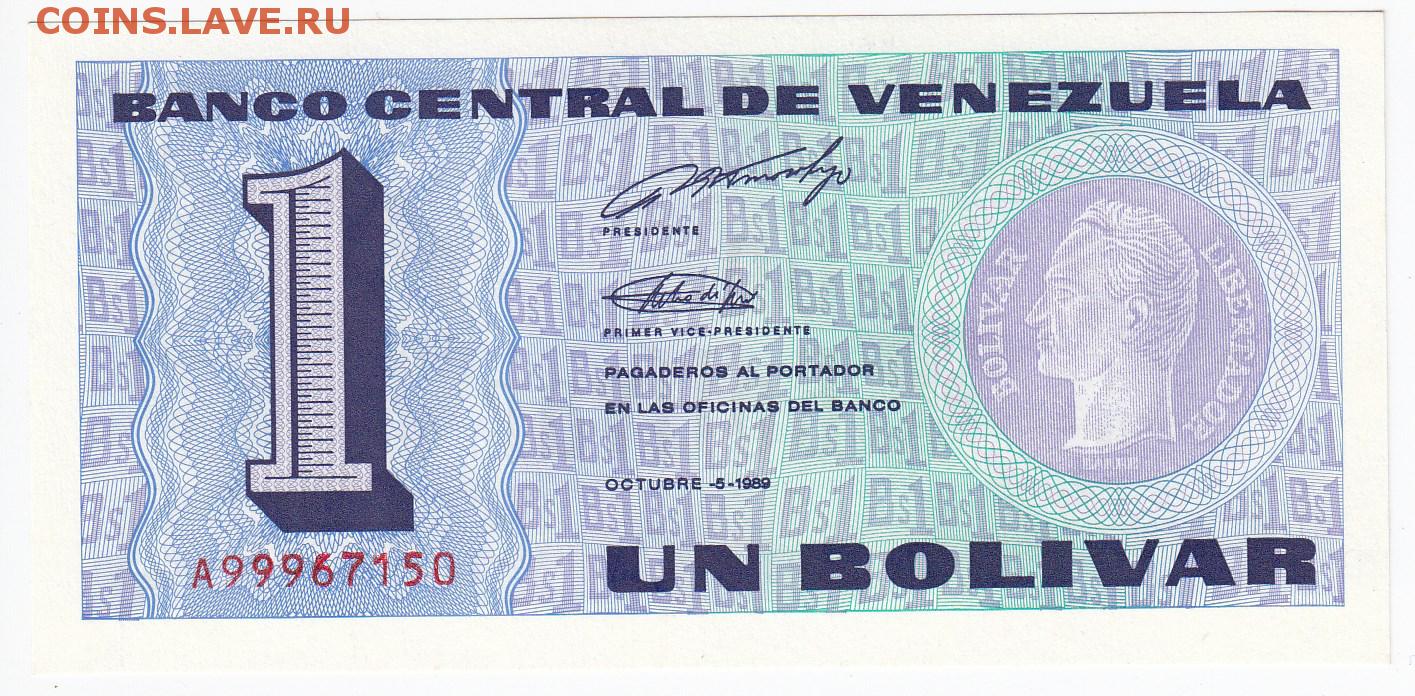 COINS.LAVE.RU
BANCO CENTRAL DE VENEZUELA
1
PRESIDENTE
PRIMER VICE-PRESIDENTE
PAGADEROS AL PORTADOR
EN LAS OFICINAS DEL BANCO
OCTUBRE -5-1989
BOLIVAR LIBERTADOR
A99967150
UN BOLIVAR